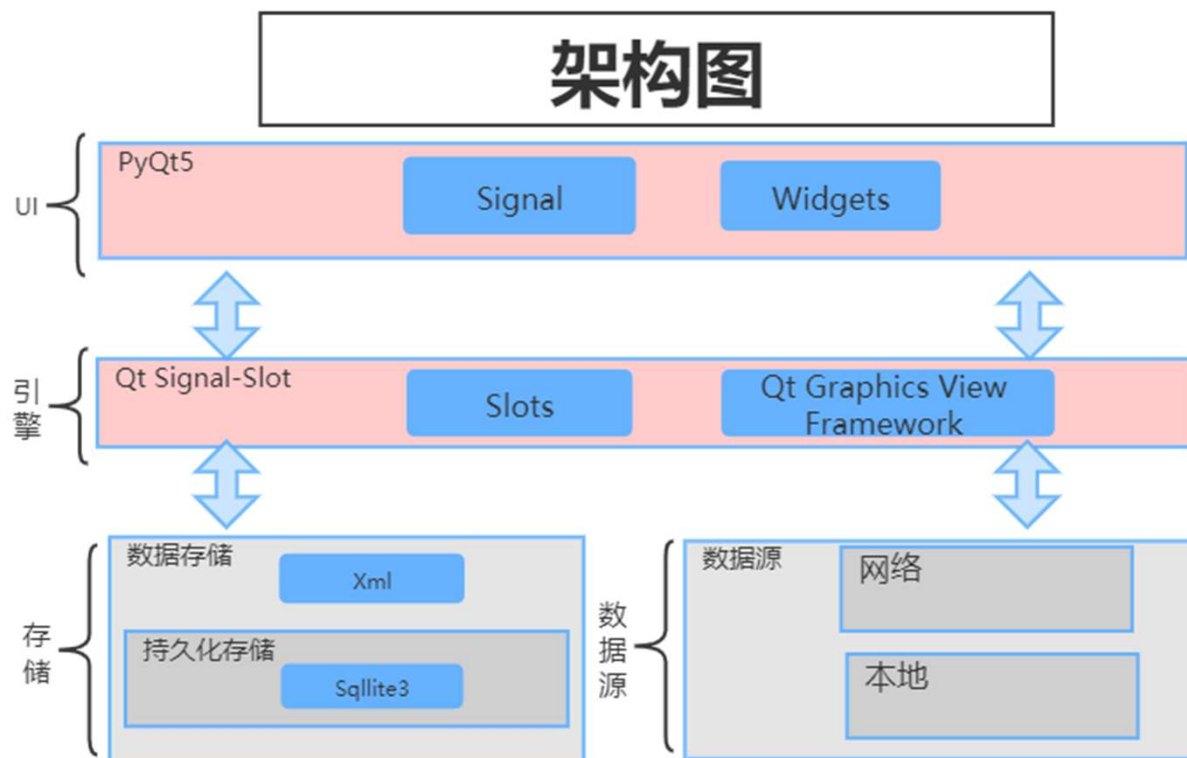 架构图
UI
PyQt5
Signal
Widgets
引
擎
Qt Signal-Slot
Slots
Qt Graphics View
Framework
存
储
数据存储
Xml
持久化存储
Sqllite3
数
据
源
数据源
网络
本地